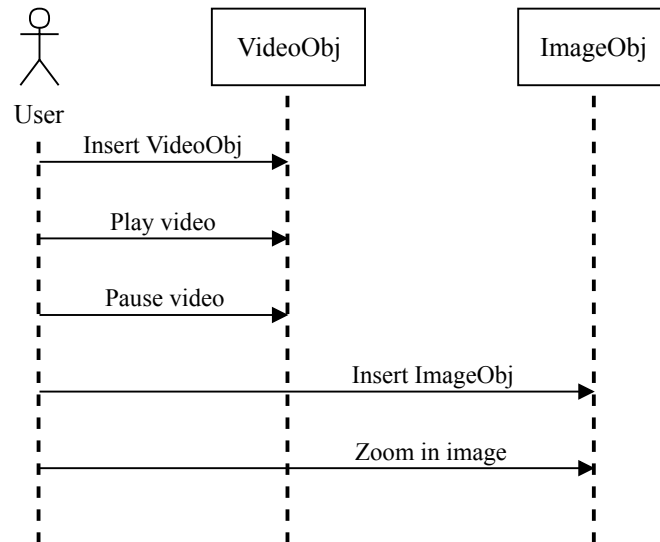 VideoObj
ImageObj
User
Insert VideoObj
Play video
Pause video
Insert ImageObj
Zoom in image